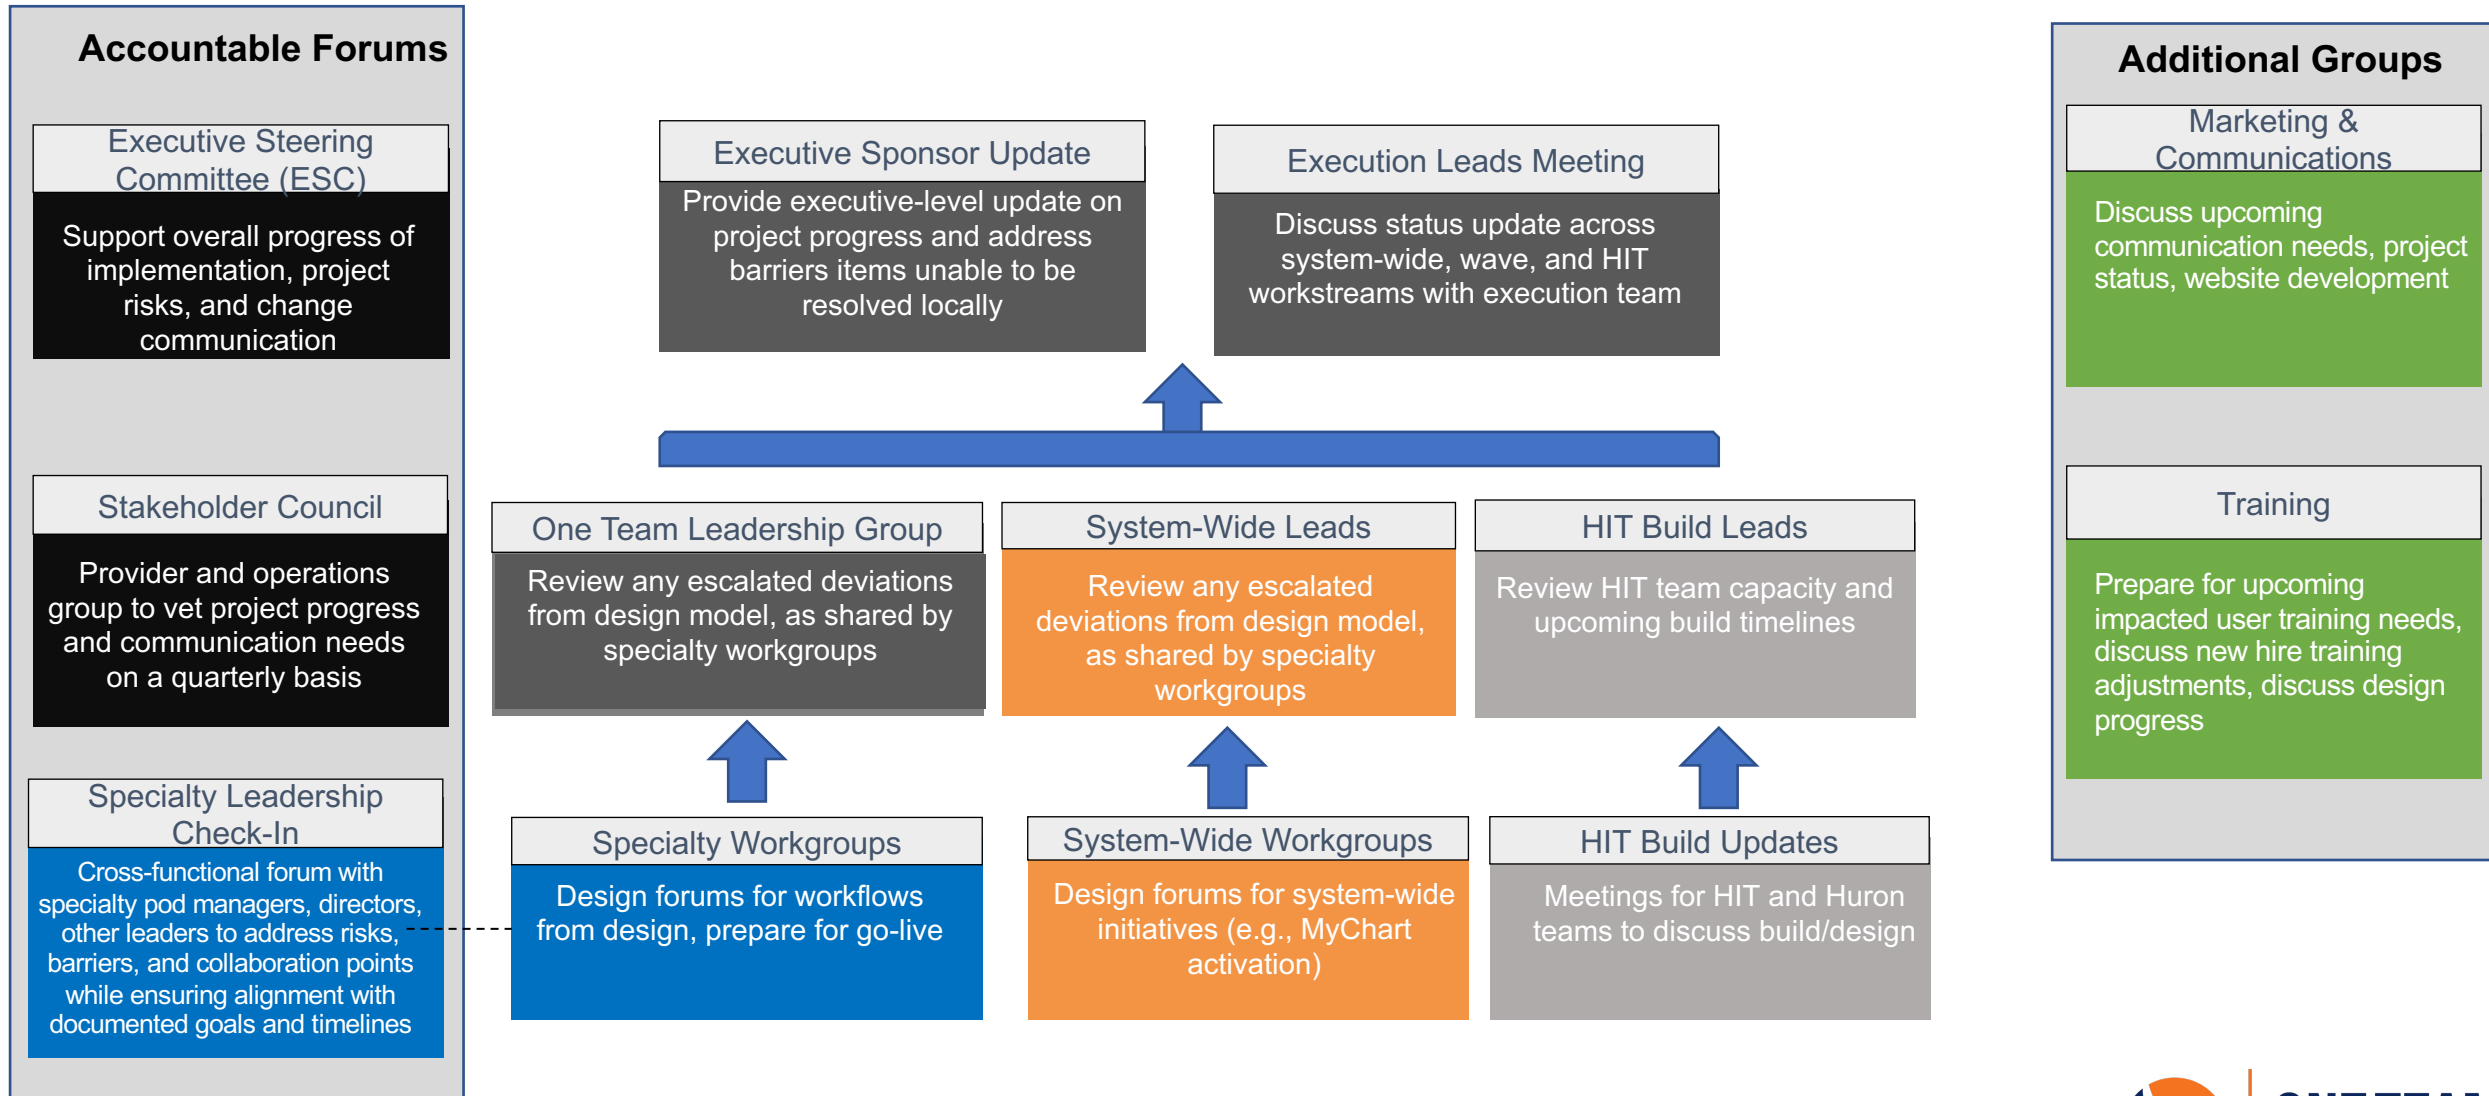 Accountable Forums
Executive Steering
Committee (ESC)
Support overall progress of
implementation, project
risks, and change
communication
Stakeholder Council
Provider and operations
group to vet project progress
and communication needs
on a quarterly basis
Specialty Leadership
Check-In
Cross-functional forum with
specialty pod managers, directors,
other leaders to address risks,
barriers, and collaboration points
while ensuring alignment with
documented goals and timelines
Executive Sponsor Update
Provide executive-level update on
project progress and address
barriers items unable to be
resolved locally
Execution Leads Meeting
Discuss status update across
system-wide, wave, and HIT
workstreams with execution team
One Team Leadership Group
Review any escalated deviations
from design model, as shared by
specialty workgroups
System-Wide Leads
Review any escalated
deviations from design model,
as shared by specialty
workgroups
HIT Build Leads
Review HIT team capacity and
upcoming build timelines
Specialty Workgroups
Design forums for workflows
from design, prepare for go-live
System-Wide Workgroups
Design forums for system-wide
initiatives (e.g., MyChart
activation)
HIT Build Updates
Meetings for HIT and Huron
teams to discuss build/design
Additional Groups
Marketing &
Communications
Discuss upcoming
communication needs, project
status, website development
Training
Prepare for upcoming
impacted user training needs,
discuss new hire training
adjustments, discuss design
progress